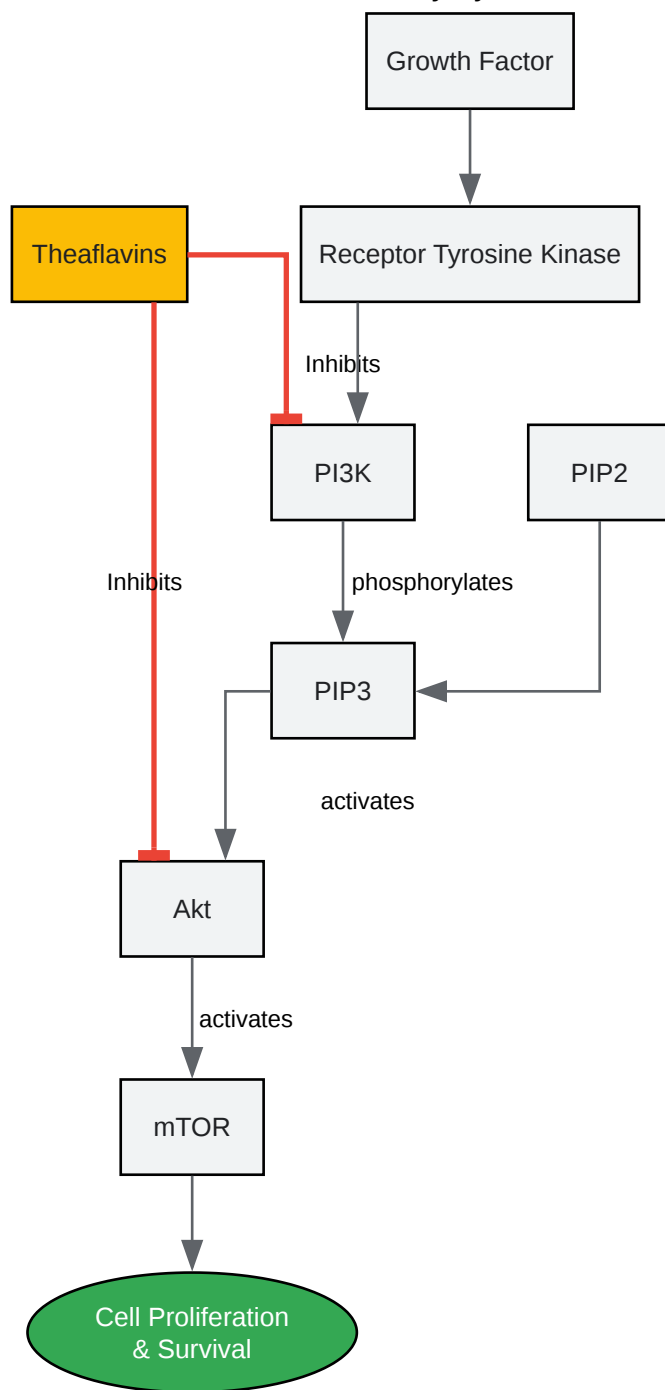 Growth Factor
Theaflavins
Receptor Tyrosine Kinase
Inhibits
PI3K
PIP2
Inhibits
phosphorylates
PIP3
activates
Akt
activates
mTOR
Cell Proliferation
& Survival